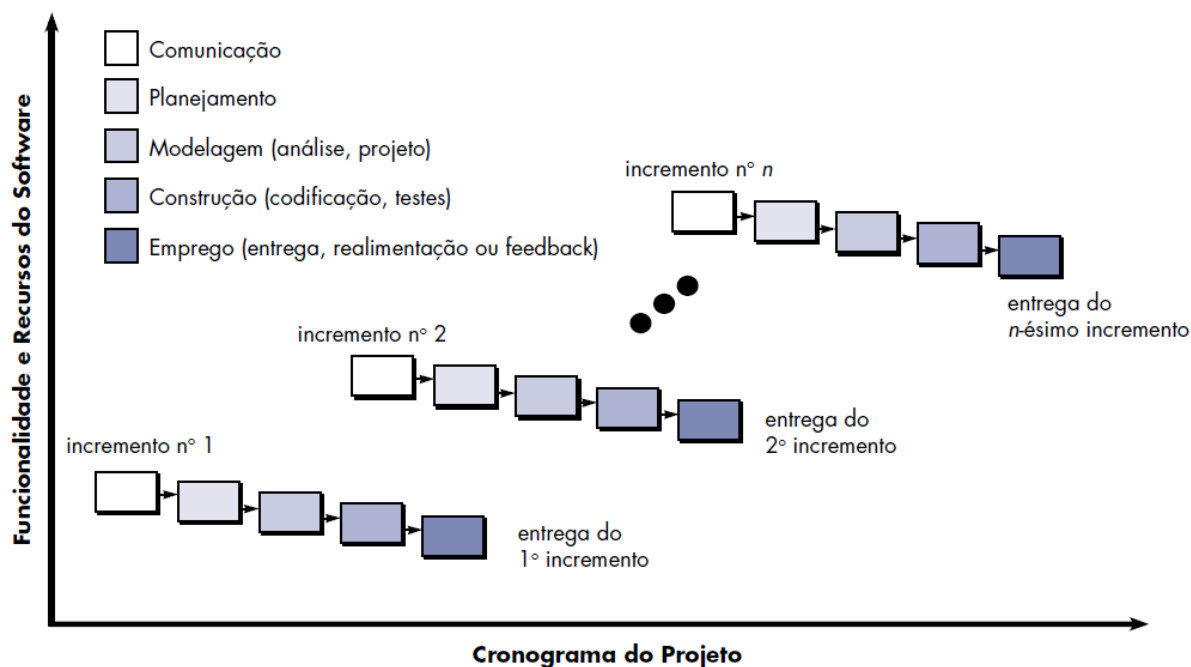 Funcionalidade e Recursos do Software
Comunicação
Planejamento
Modelagem (análise, projeto)
Construção (codificação, testes)
Emprego (entrega, realimentação ou feedback)
incremento n° n
entrega do
n-ésimo incremento
incremento n° 2
entrega do
2° incremento
incremento n° 1
entrega do
1° incremento
Cronograma do Projeto